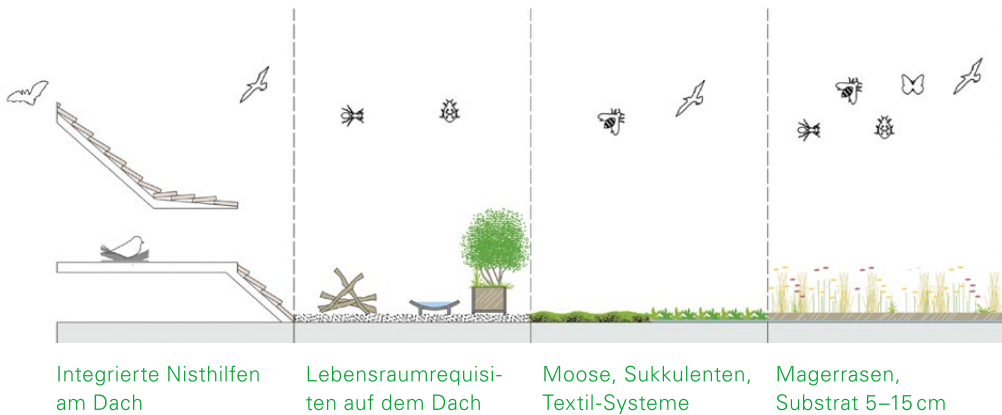 Integrierte Nisthilfen
am Dach
Lebensraumrequisi-
ten auf dem Dach
Moose, Sukkulenten,
Textil-Systeme
Magerrasen,
Substrat 5–15 cm